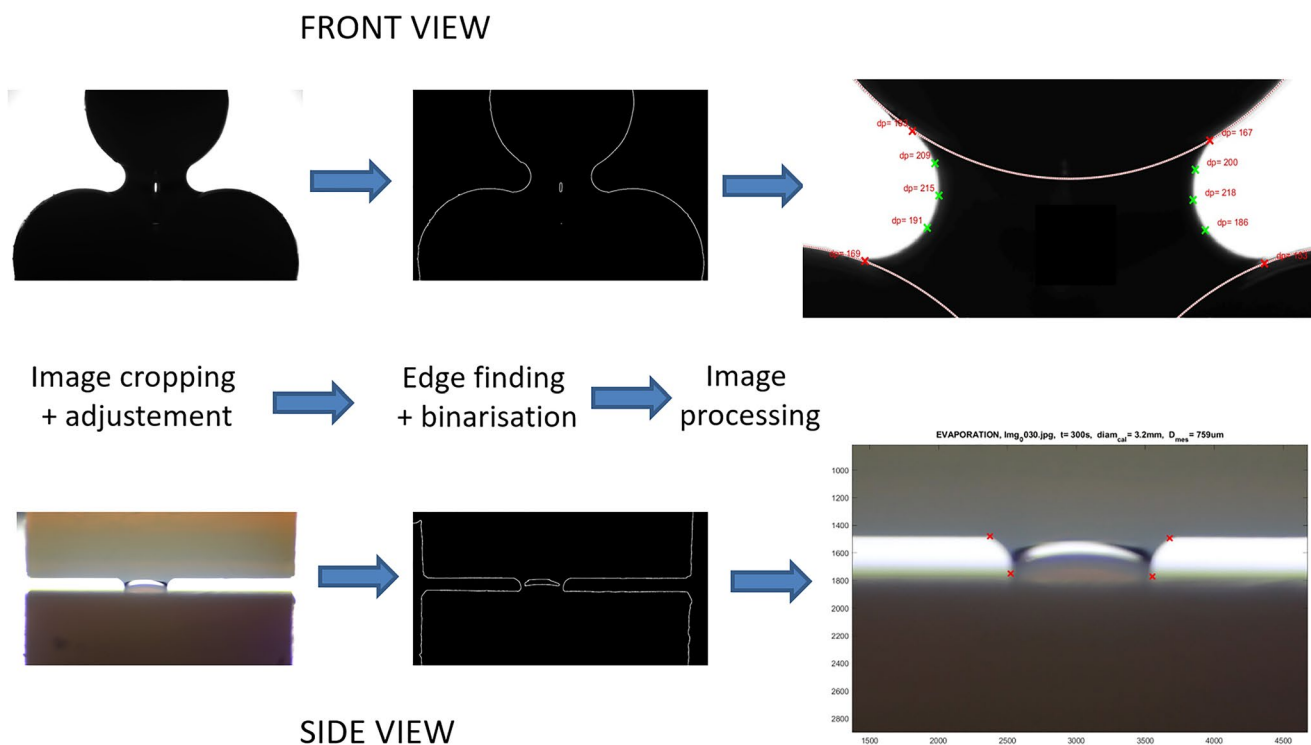 FRONT VIEW
dp= 167
dp= 209
dp= 200
dp= 215
dp= 218
dp= 191
dp= 186
dp= 169
Image cropping
+ adjustement
Edge finding
+ binarisation
Image
processing
EVAPORATION, Img_0030.jpg, t= 300s, diam_cal= 3.2mm, D_mes= 759um
1000
1200
1400
1600
1800
2000
2200
2400
2600
2800
1500
2000
2500
3000
3500
4000
4500
SIDE VIEW